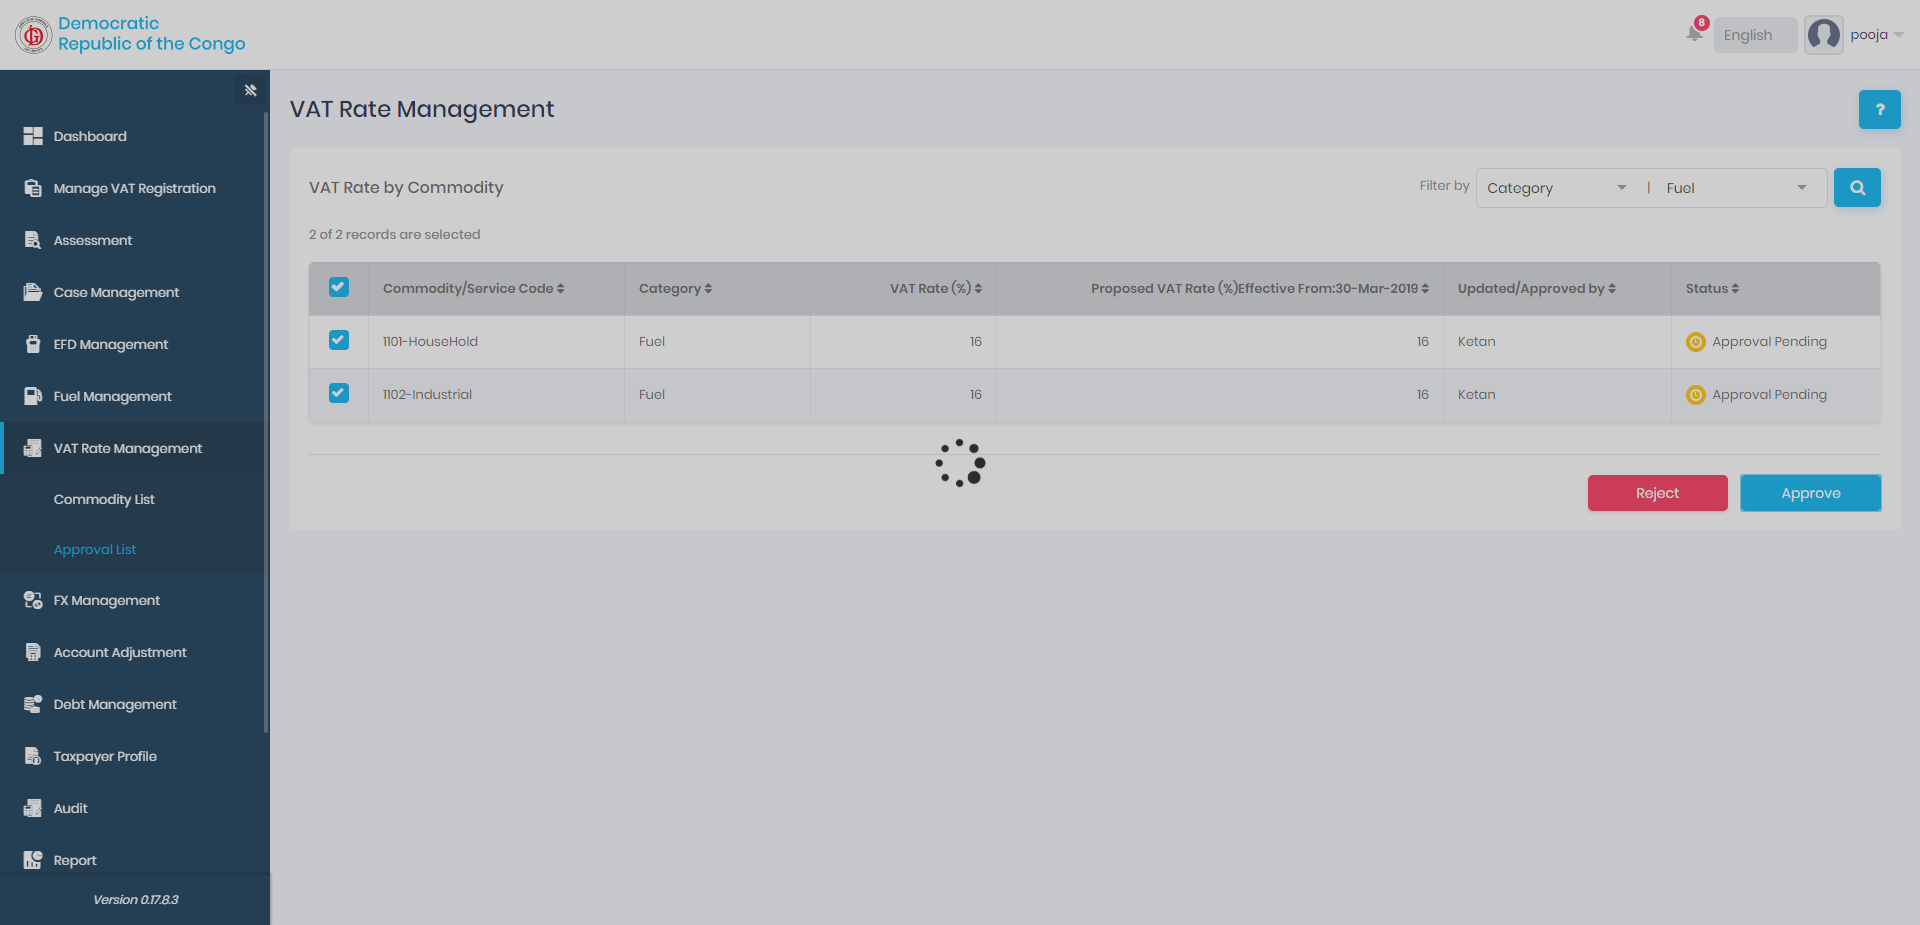 Democratic
Republic of the Congo
8
English
pooja
Dashboard
Manage VAT Registration
Assessment
Case Management
EFD Management
Fuel Management
VAT Rate Management
Commodity List
Approval List
FX Management
Account Adjustment
Debt Management
Taxpayer Profile
Audit
Report
Version 0.17.8.3
VAT Rate Management
?
VAT Rate by Commodity
Filter by Category | Fuel
2 of 2 records are selected
Commodity/Service Code Category VAT Rate (%) Proposed VAT Rate (%)Effective From:30-Mar-2019 Updated/Approved by Status
1101-HouseHold Fuel 16 16 Ketan Approval Pending
1102-Industrial Fuel 16 16 Ketan Approval Pending
Reject Approve